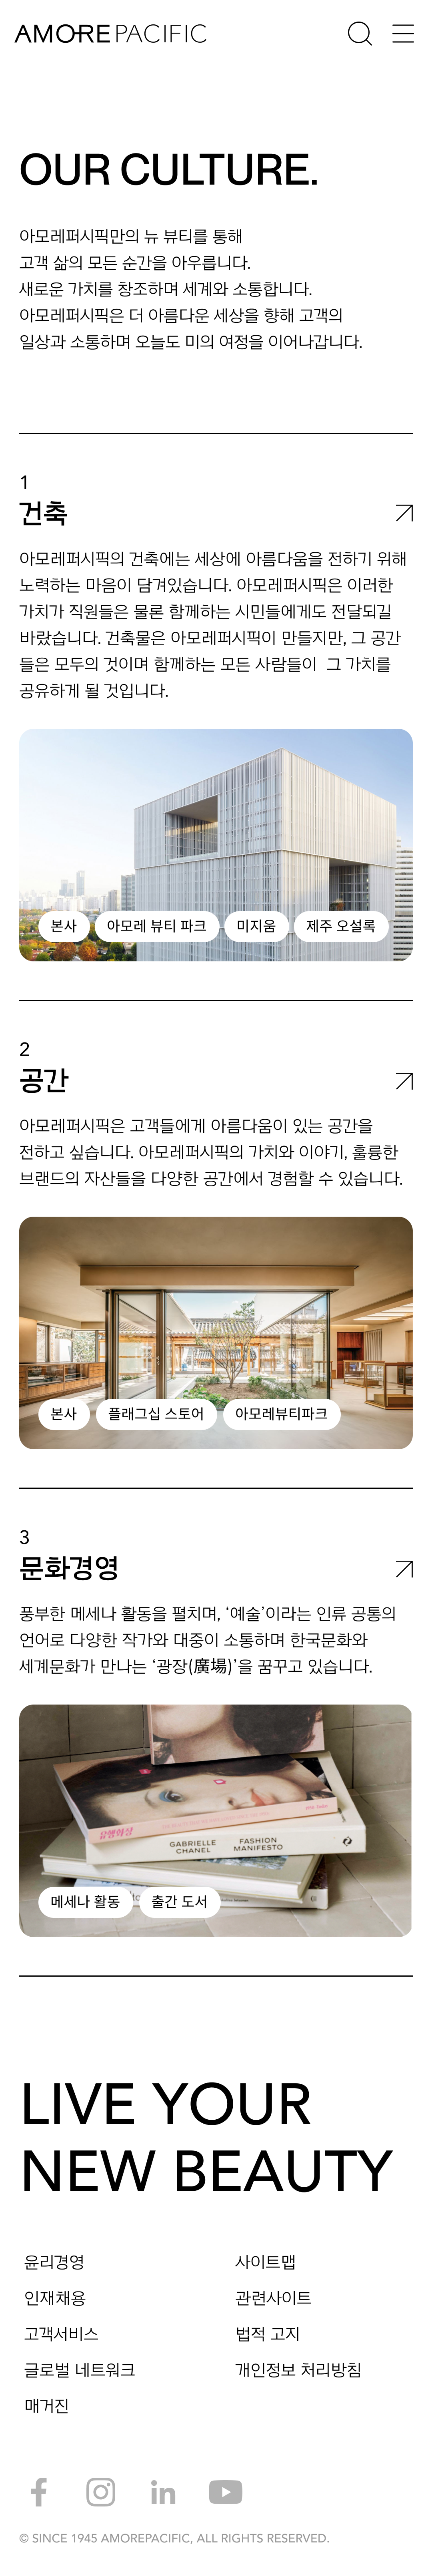 AMOREPACIFIC
OUR CULTURE.
아모레퍼시픽만의 뉴 뷰티를 통해
고객 삶의 모든 순간을 아우릅니다.
새로운 가치를 창조하며 세계와 소통합니다.
아모레퍼시픽은 더 아름다운 세상을 향해 고객의
일상과 소통하며 오늘도 미의 여정을 이어나갑니다.
1
건축
아모레퍼시픽의 건축에는 세상에 아름다움을 전하기 위해
노력하는 마음이 담겨있습니다. 아모레퍼시픽은 이러한
가치가 직원들은 물론 함께하는 시민들에게도 전달되길
바랐습니다. 건축물은 아모레퍼시픽이 만들지만, 그 공간
들은 모두의 것이며 함께하는 모든 사람들이 그 가치를
공유하게 될 것입니다.
본사
아모레 뷰티 파크
미지움
제주 오설록
2
공간
아모레퍼시픽은 고객들에게 아름다움이 있는 공간을
전하고 싶습니다. 아모레퍼시픽의 가치와 이야기, 훌륭한
브랜드의 자산들을 다양한 공간에서 경험할 수 있습니다.
본사
플래그십 스토어
아모레뷰티파크
3
문화경영
풍부한 메세나 활동을 펼치며, ‘예술’이라는 인류 공통의
언어로 다양한 작가와 대중이 소통하며 한국문화와
세계문화가 만나는 ‘광장(廣場)’을 꿈꾸고 있습니다.
GABRIELLE CHANEL
FASHION MANIFESTO
메세나 활동
출간 도서
LIVE YOUR
NEW BEAUTY
윤리경영
사이트맵
인재채용
관련사이트
고객서비스
법적 고지
글로벌 네트워크
개인정보 처리방침
매거진
© SINCE 1945 AMOREPACIFIC, ALL RIGHTS RESERVED.